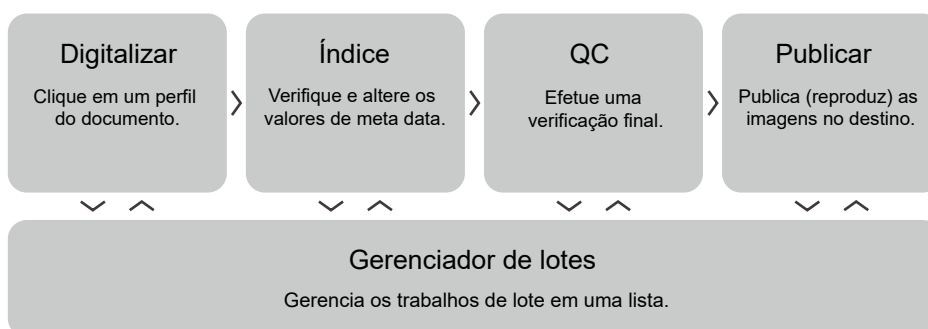 Digitalizar
Clique em um perfil
do documento.
Índice
Verifique e altere os
valores de meta data.
QC
Efetue uma
verificação final.
Publicar
Publica (reproduz) as
imagens no destino.
Gerenciador de lotes
Gerencia os trabalhos de lote em uma lista.